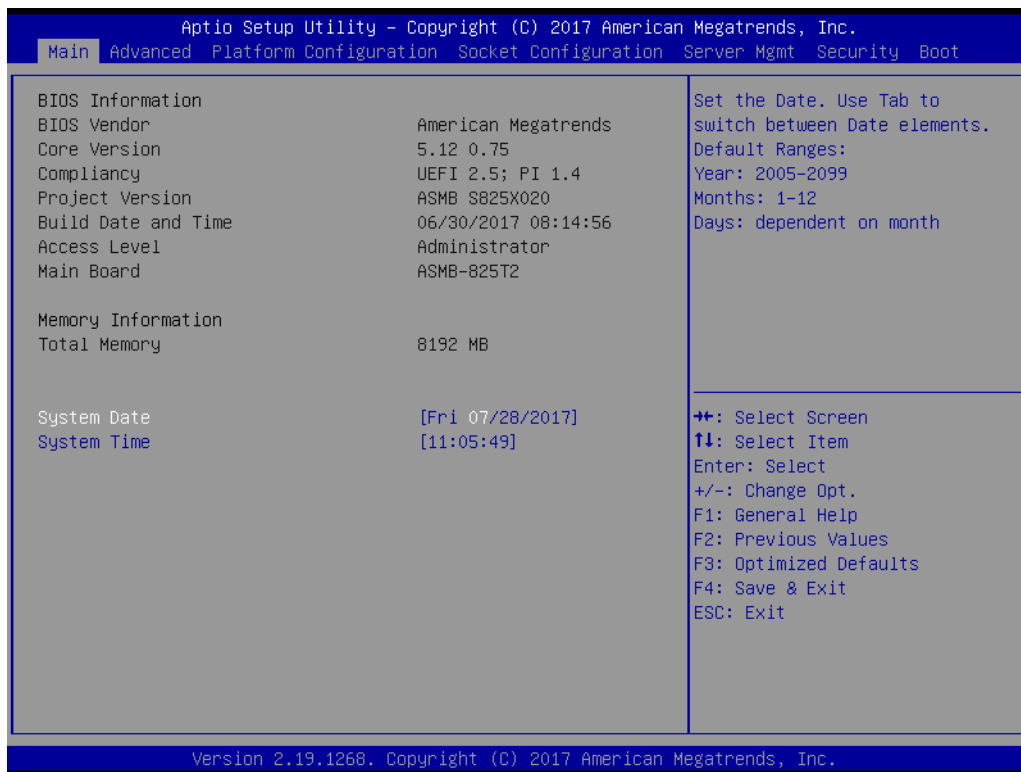 Aptio Setup Utility – Copyright (C) 2017 American Megatrends, Inc.
Main Advanced Platform Configuration Socket Configuration Server Mgmt Security Boot
BIOS Information
BIOS Vendor American Megatrends
Core Version 5.12 0.75
Compliancy UEFI 2.5; PI 1.4
Project Version ASMB S825X020
Build Date and Time 06/30/2017 08:14:56
Access Level Administrator
Main Board ASMB-825T2
Memory Information
Total Memory 8192 MB
System Date [Fri 07/28/2017]
System Time [11:05:49]
Set the Date. Use Tab to
switch between Date elements.
Default Ranges:
Year: 2005-2099
Months: 1-12
Days: dependent on month
→←: Select Screen
↑↓: Select Item
Enter: Select
+/-: Change Opt.
F1: General Help
F2: Previous Values
F3: Optimized Defaults
F4: Save & Exit
ESC: Exit
Version 2.19.1268. Copyright (C) 2017 American Megatrends, Inc.